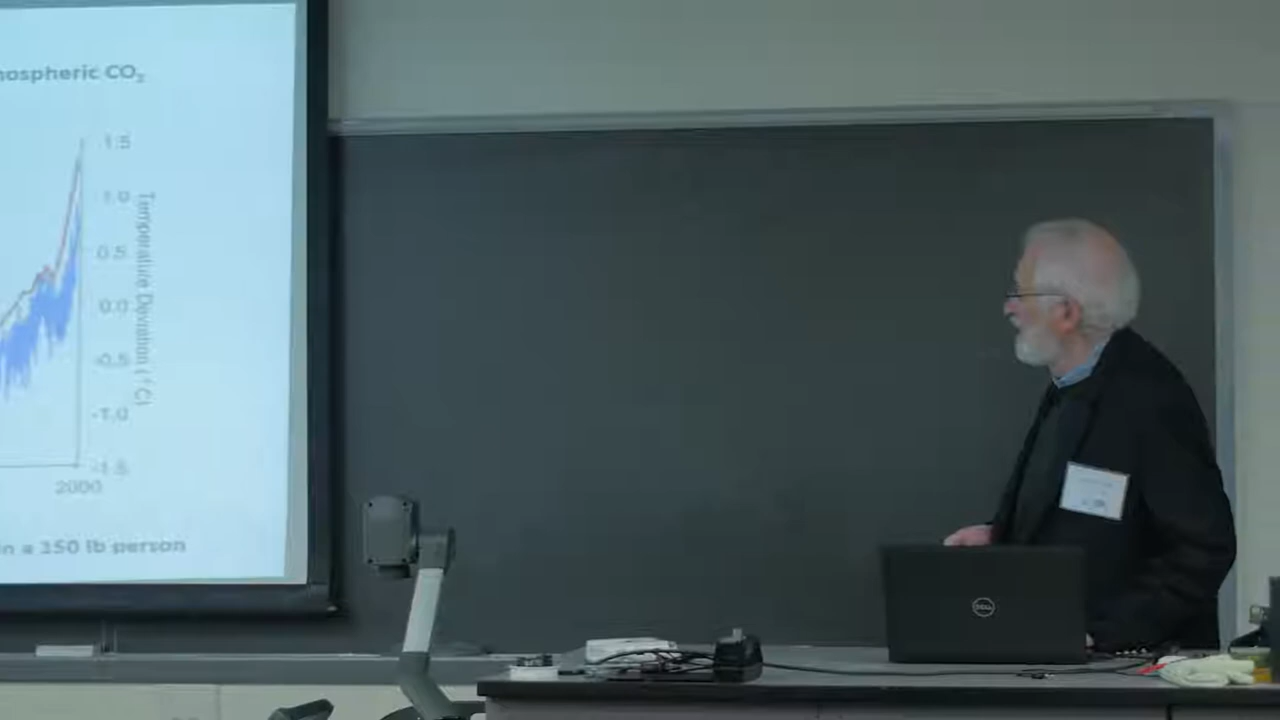 nospheric CO₂
1.5
1.0
0.5
0.0
-0.5
-1.0
-1.5
Temperature Deviation (°C)
2000
n a 150 lb person
DELL